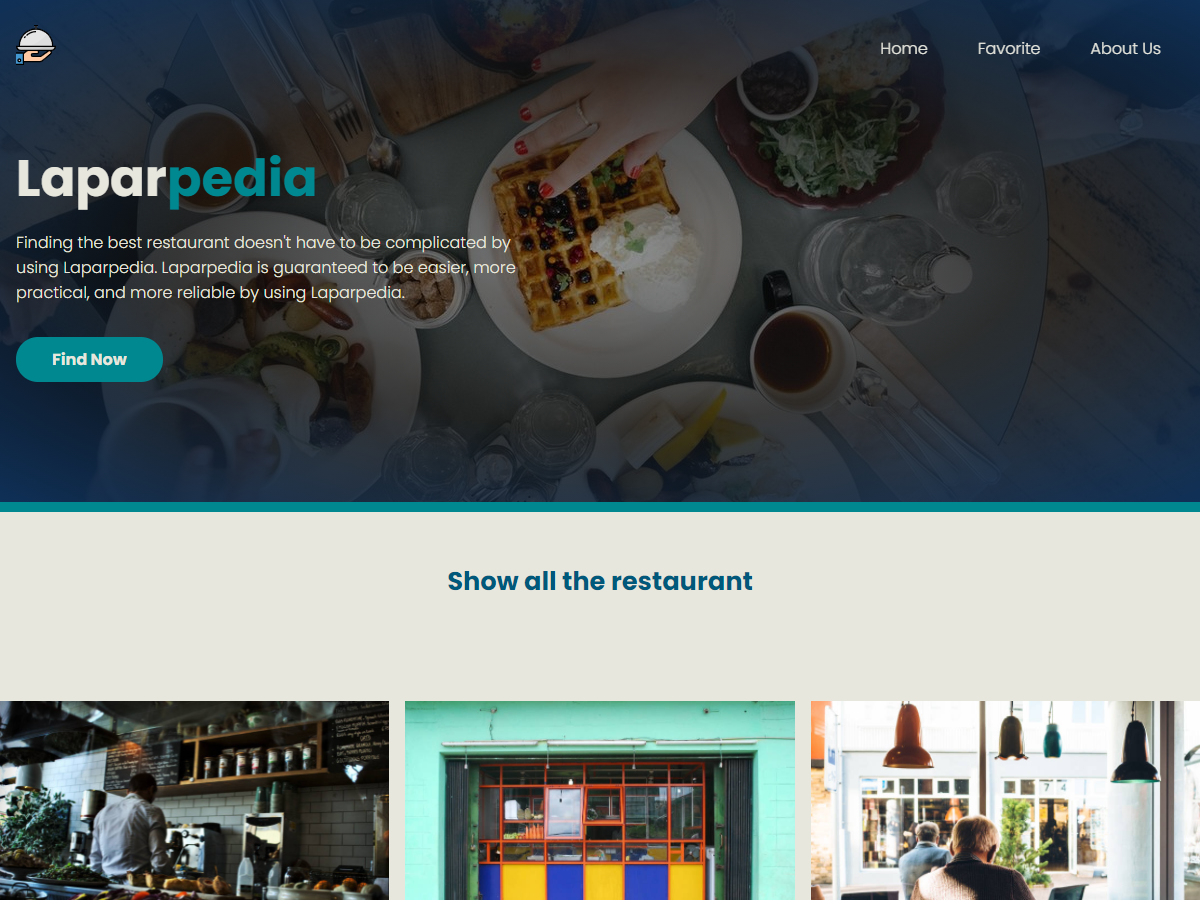 Home Favorite About Us
Laparpedia
Finding the best restaurant doesn't have to be complicated by
using Laparpedia. Laparpedia is guaranteed to be easier, more
practical, and more reliable by using Laparpedia.
Find Now
Show all the restaurant